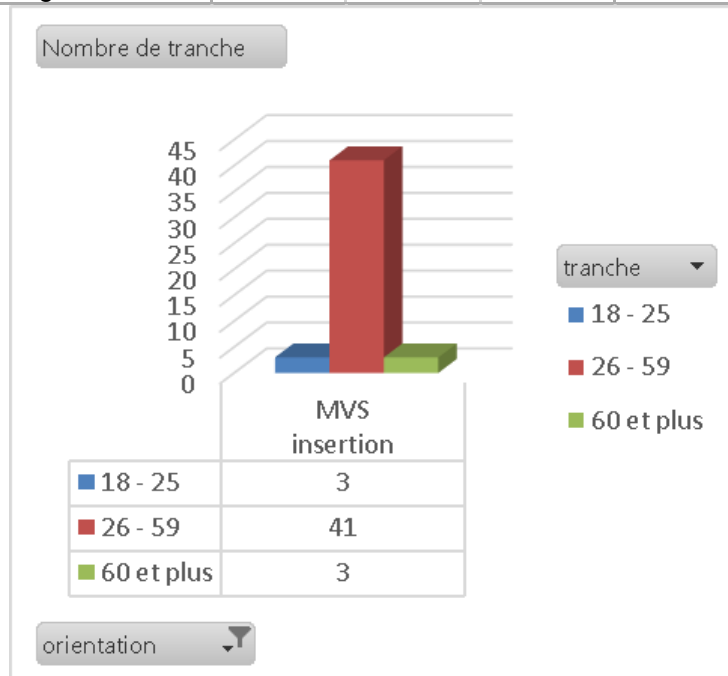 Nombre de tranche
45
40
35
30
25
20
15
10
5
0
tranche
18 - 25
26 - 59
60 et plus
MVS
insertion
18 - 25 3
26 - 59 41
60 et plus 3
orientation